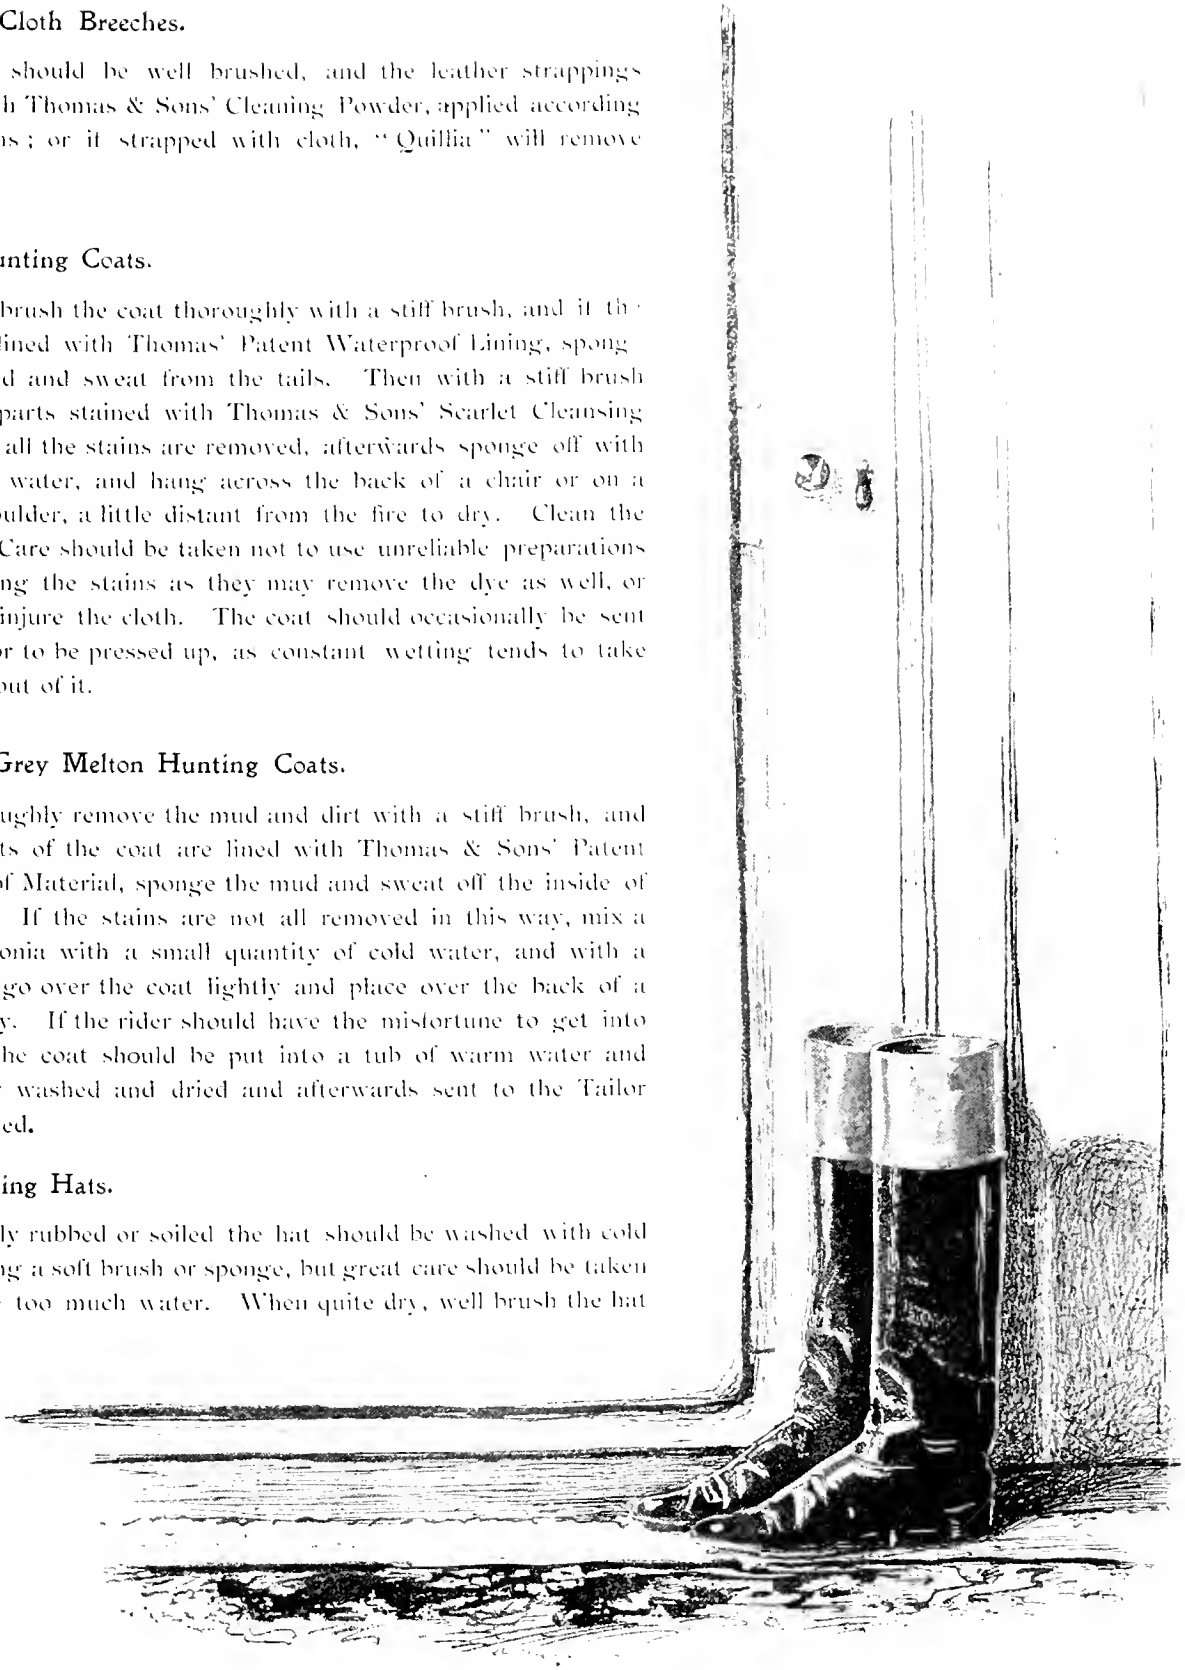 Cloth Breeches.
should be well brushed, and the leather strappings
h Thomas & Sons' Cleaning Powder, applied according
ns; or if strapped with cloth, "Quillia" will remove
unting Coats.
brush the coat thoroughly with a stiff brush, and if th
lined with Thomas' Patent Waterproof Lining, spong
d and sweat from the tails. Then with a stiff brush
parts stained with Thomas & Sons' Scarlet Cleansing
all the stains are removed, afterwards sponge off with
water, and hang across the back of a chair or on a
oulder, a little distant from the fire to dry. Clean the
Care should be taken not to use unreliable preparations
ng the stains as they may remove the dye as well, or
injure the cloth. The coat should occasionally be sent
or to be pressed up, as constant wetting tends to take
out of it.
Grey Melton Hunting Coats.
ughly remove the mud and dirt with a stiff brush, and
ts of the coat are lined with Thomas & Sons' Patent
of Material, sponge the mud and sweat off the inside of
If the stains are not all removed in this way, mix a
onia with a small quantity of cold water, and with a
go over the coat lightly and place over the back of a
y. If the rider should have the misfortune to get into
he coat should be put into a tub of warm water and
washed and dried and afterwards sent to the Tailor
ed.
ing Hats.
ly rubbed or soiled the hat should be washed with cold
ng a soft brush or sponge, but great care should be taken
too much water. When quite dry, well brush the hat